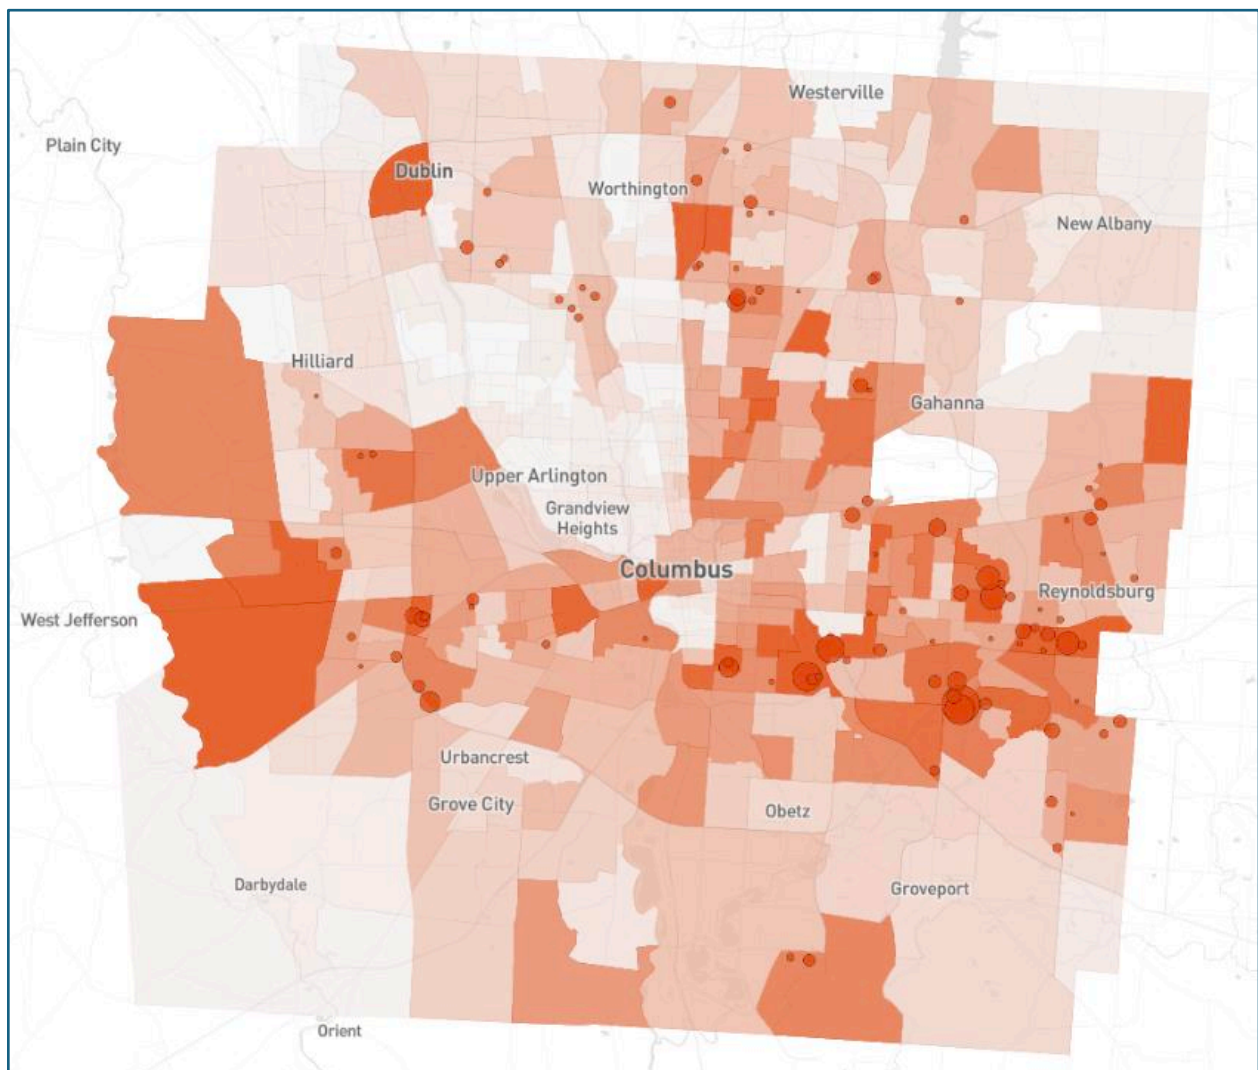 Westerville
Plain City
Dublin
Worthington
New Albany
Hilliard
Gahanna
Upper Arlington
Grandview
Heights
Columbus
Reynoldsburg
West Jefferson
Urbancrest
Grove City
Obetz
Darbydale
Groveport
Orient